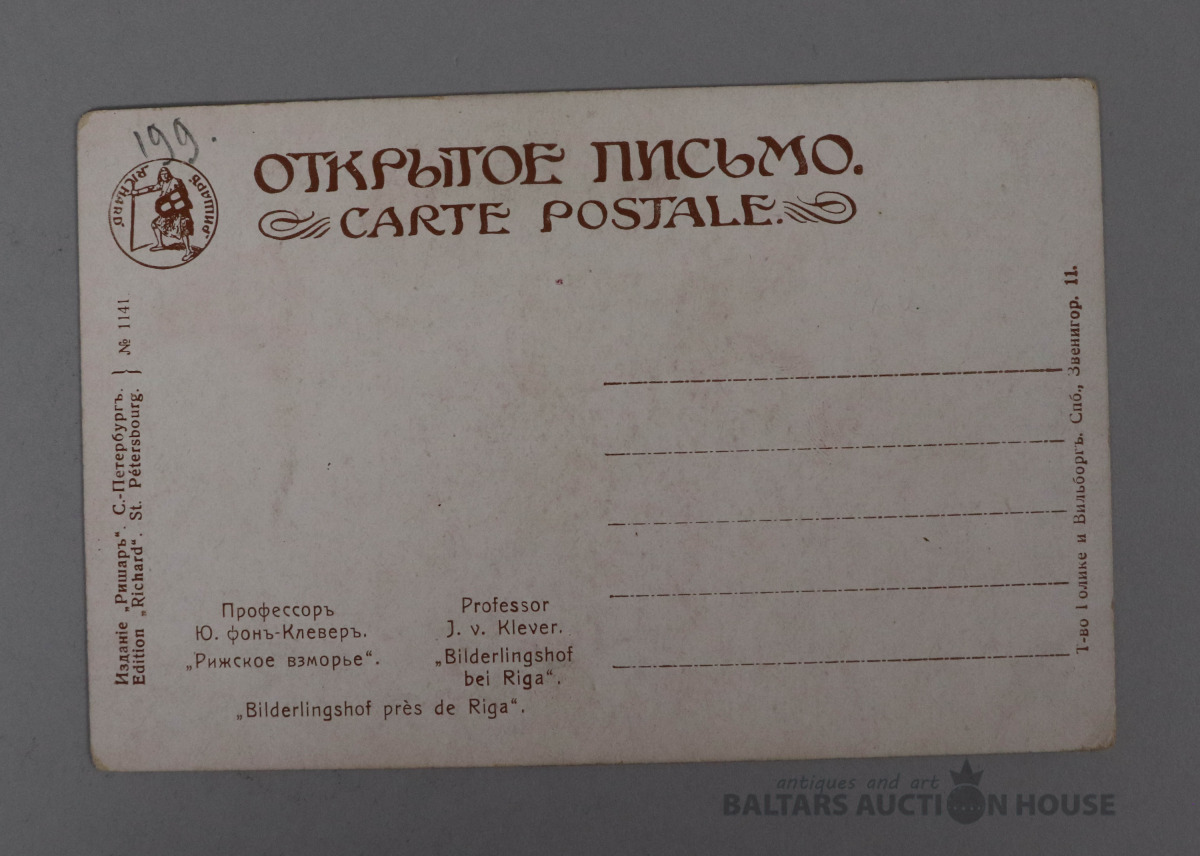 199.
RICHARD РИШАРЪ
ОТКРЫТОЕ ПИСЬМО.
CARTE POSTALE.
Изданіе „Ришаръ“. С.-Петербургъ. } № 1141
Edition „Richard“. St. Pétersbourg.
Профессоръ
Ю. фонъ-Клеверъ.
„Рижское взморье“.
Professor
J. v. Klever.
„Bilderlingshof
bei Riga“.
„Bilderlingshof près de Riga“.
Т-во Голике и Вильборгъ. Спб., Звенигор. 11.
antiques and art
BALTARS AUCTION HOUSE